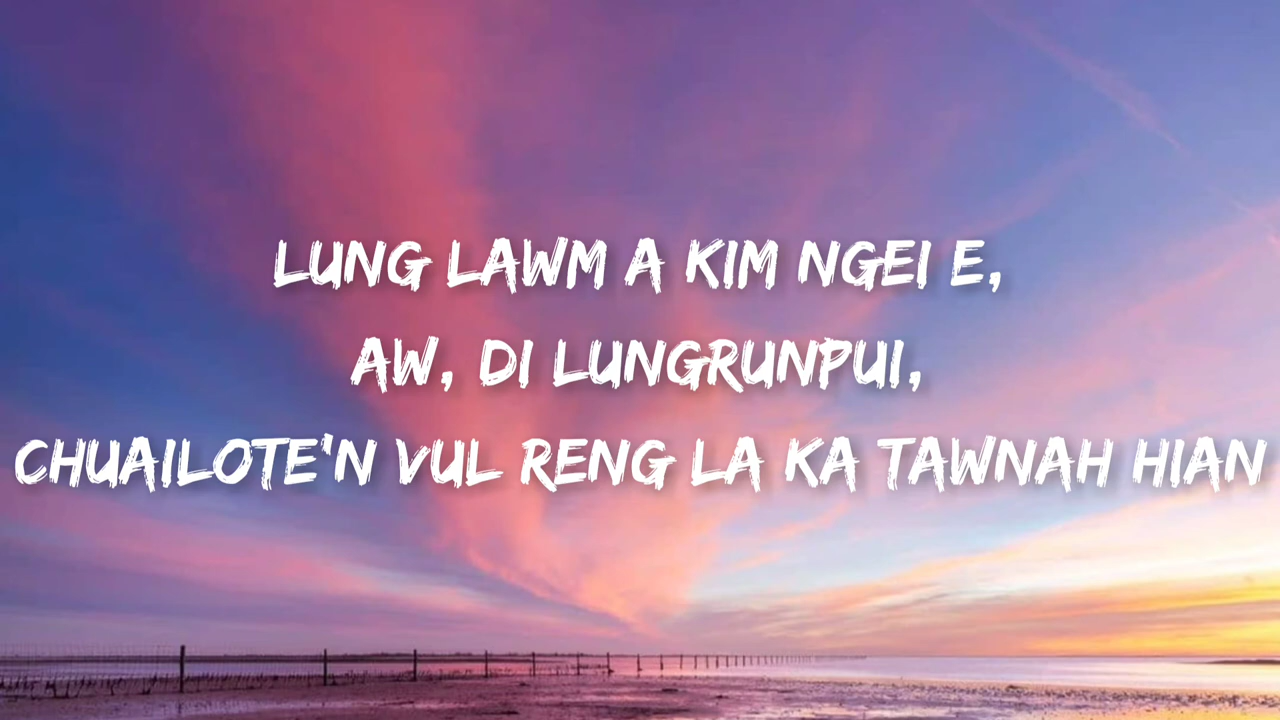 LUNG LAWM A KIM NGEI E,
AW, DI LUNGRUNPUI,
CHUAILOTE'N VUL RENG LA KA TAWNAH HIAN